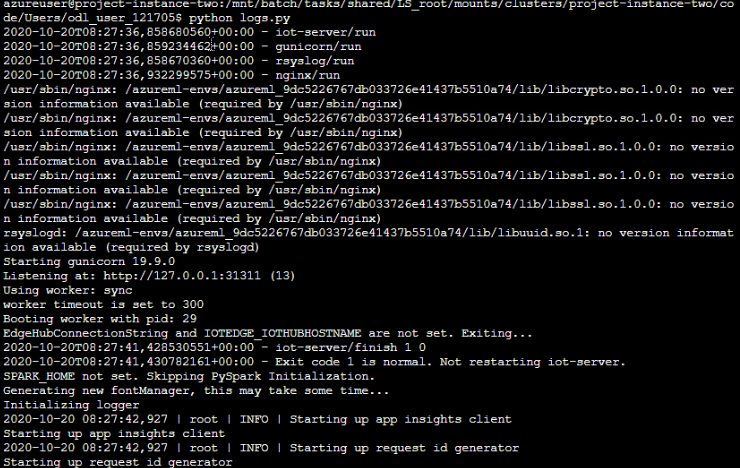 azureuser@project-instance-two:/mnt/batch/tasks/shared/LS_root/mounts/clusters/project-instance-two/co
de/Users/odl_user_121705$ python logs.py
2020-10-20T08:27:36,858680560+00:00 - iot-server/run
2020-10-20T08:27:36,859234462+00:00 - gunicorn/run
2020-10-20T08:27:36,858670360+00:00 - rsyslog/run
2020-10-20T08:27:36,932299575+00:00 - nginx/run
/usr/sbin/nginx: /azureml-envs/azureml_9dc5226767db033726e41437b5510a74/lib/libcrypto.so.1.0.0: no ver
sion information available (required by /usr/sbin/nginx)
/usr/sbin/nginx: /azureml-envs/azureml_9dc5226767db033726e41437b5510a74/lib/libcrypto.so.1.0.0: no ver
sion information available (required by /usr/sbin/nginx)
/usr/sbin/nginx: /azureml-envs/azureml_9dc5226767db033726e41437b5510a74/lib/libssl.so.1.0.0: no versio
n information available (required by /usr/sbin/nginx)
/usr/sbin/nginx: /azureml-envs/azureml_9dc5226767db033726e41437b5510a74/lib/libssl.so.1.0.0: no versio
n information available (required by /usr/sbin/nginx)
/usr/sbin/nginx: /azureml-envs/azureml_9dc5226767db033726e41437b5510a74/lib/libssl.so.1.0.0: no versio
n information available (required by /usr/sbin/nginx)
rsyslogd: /azureml-envs/azureml_9dc5226767db033726e41437b5510a74/lib/libuuid.so.1: no version informat
ion available (required by rsyslogd)
Starting gunicorn 19.9.0
Listening at: http://127.0.0.1:31311 (13)
Using worker: sync
worker timeout is set to 300
Booting worker with pid: 29
EdgeHubConnectionString and IOTEDGE_IOTHUBHOSTNAME are not set. Exiting...
2020-10-20T08:27:41,428530551+00:00 - iot-server/finish 1 0
2020-10-20T08:27:41,430782161+00:00 - Exit code 1 is normal. Not restarting iot-server.
SPARK_HOME not set. Skipping PySpark Initialization.
Generating new fontManager, this may take some time...
Initializing logger
2020-10-20 08:27:42,927 | root | INFO | Starting up app insights client
Starting up app insights client
2020-10-20 08:27:42,927 | root | INFO | Starting up request id generator
Starting up request id generator